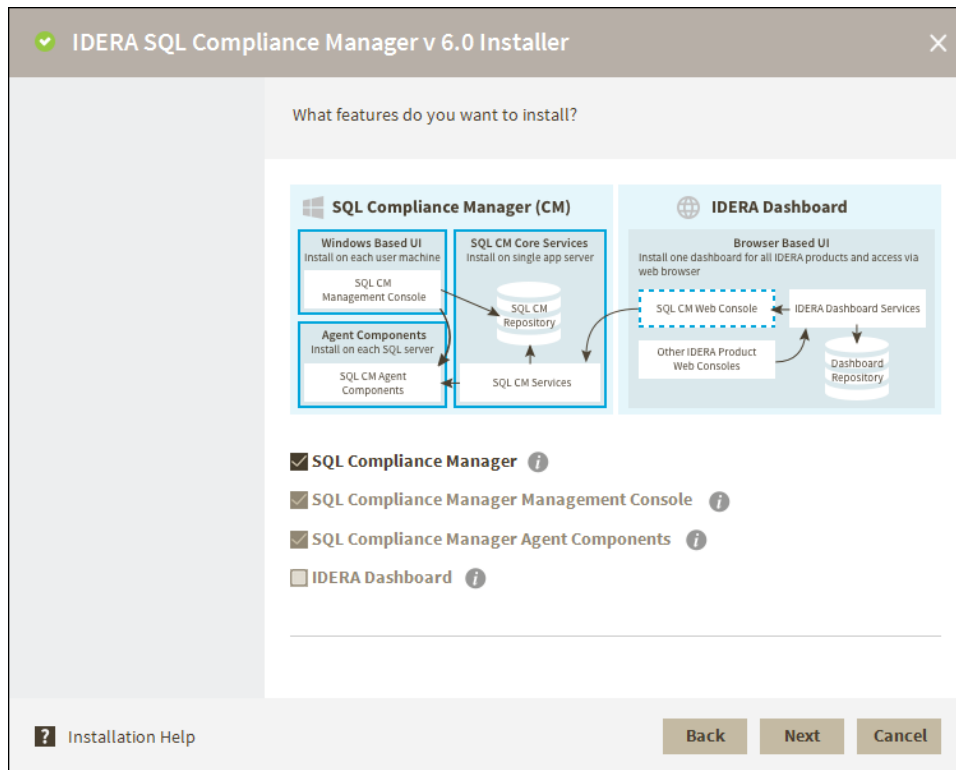 IDERA SQL Compliance Manager v 6.0 Installer
What features do you want to install?
SQL Compliance Manager (CM)
Windows Based UI
Install on each user machine
SQL CM
Management Console
Agent Components
Install on each SQL server
SQL CM Agent
Components
SQL CM Core Services
Install on single app server
SQL CM
Repository
SQL CM Services
IDERA Dashboard
Browser Based UI
Install one dashboard for all IDERA products and access via
web browser
SQL CM Web Console
IDERA Dashboard Services
Other IDERA Product
Web Consoles
Dashboard
Repository
SQL Compliance Manager
SQL Compliance Manager Management Console
SQL Compliance Manager Agent Components
IDERA Dashboard
? Installation Help
Back
Next
Cancel